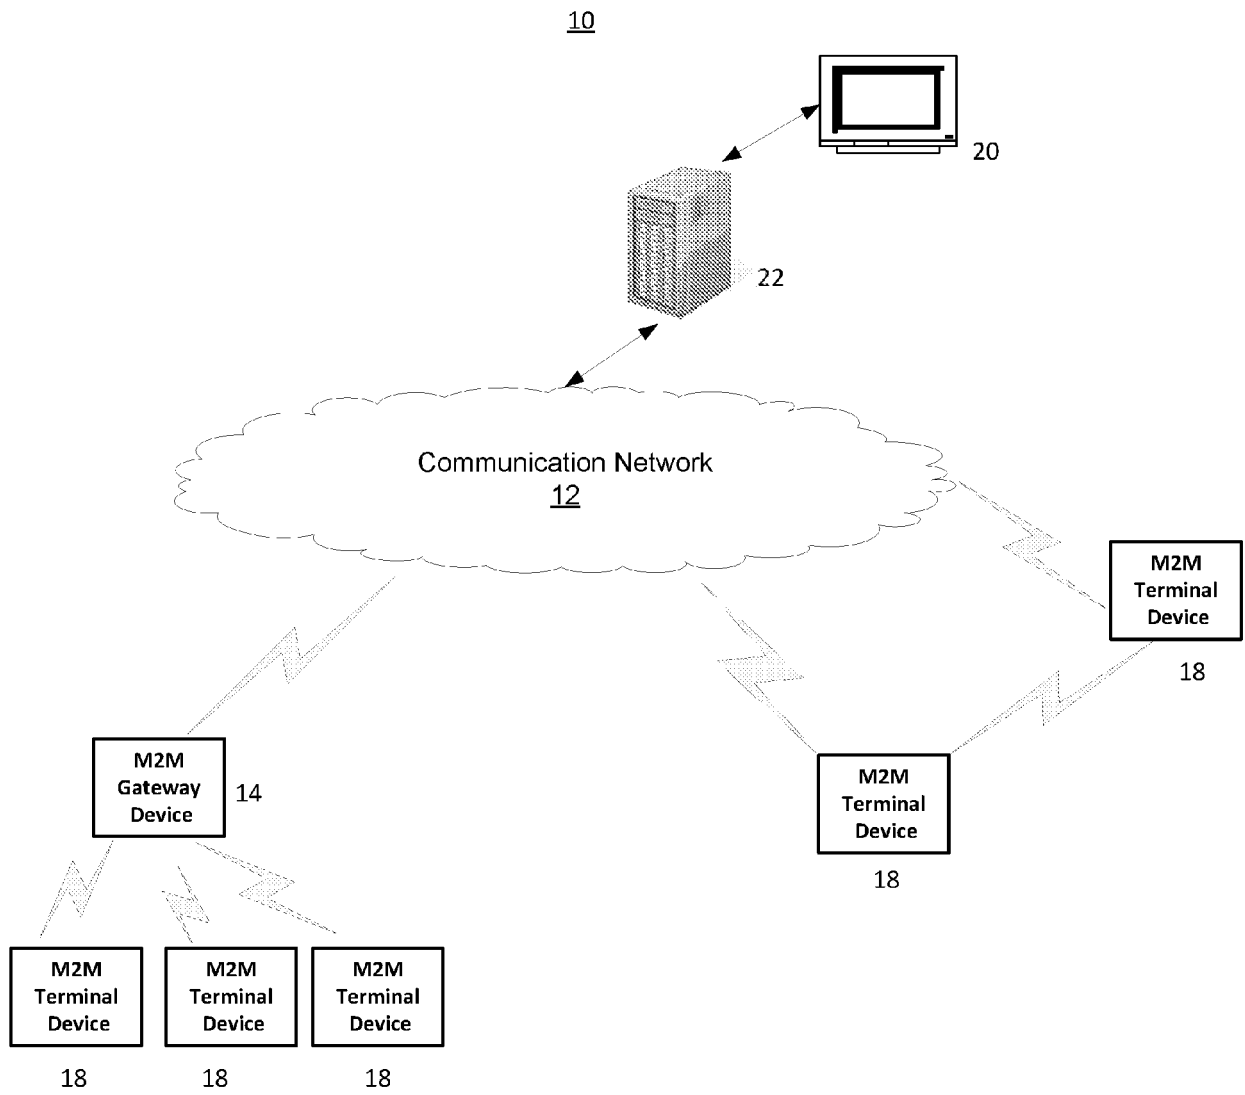 10
20
22
Communication Network
12
M2M
Terminal
Device
18
M2M
Gateway
Device
14
M2M
Terminal
Device
18
M2M
Terminal
Device
18
M2M
Terminal
Device
18
M2M
Terminal
Device
18